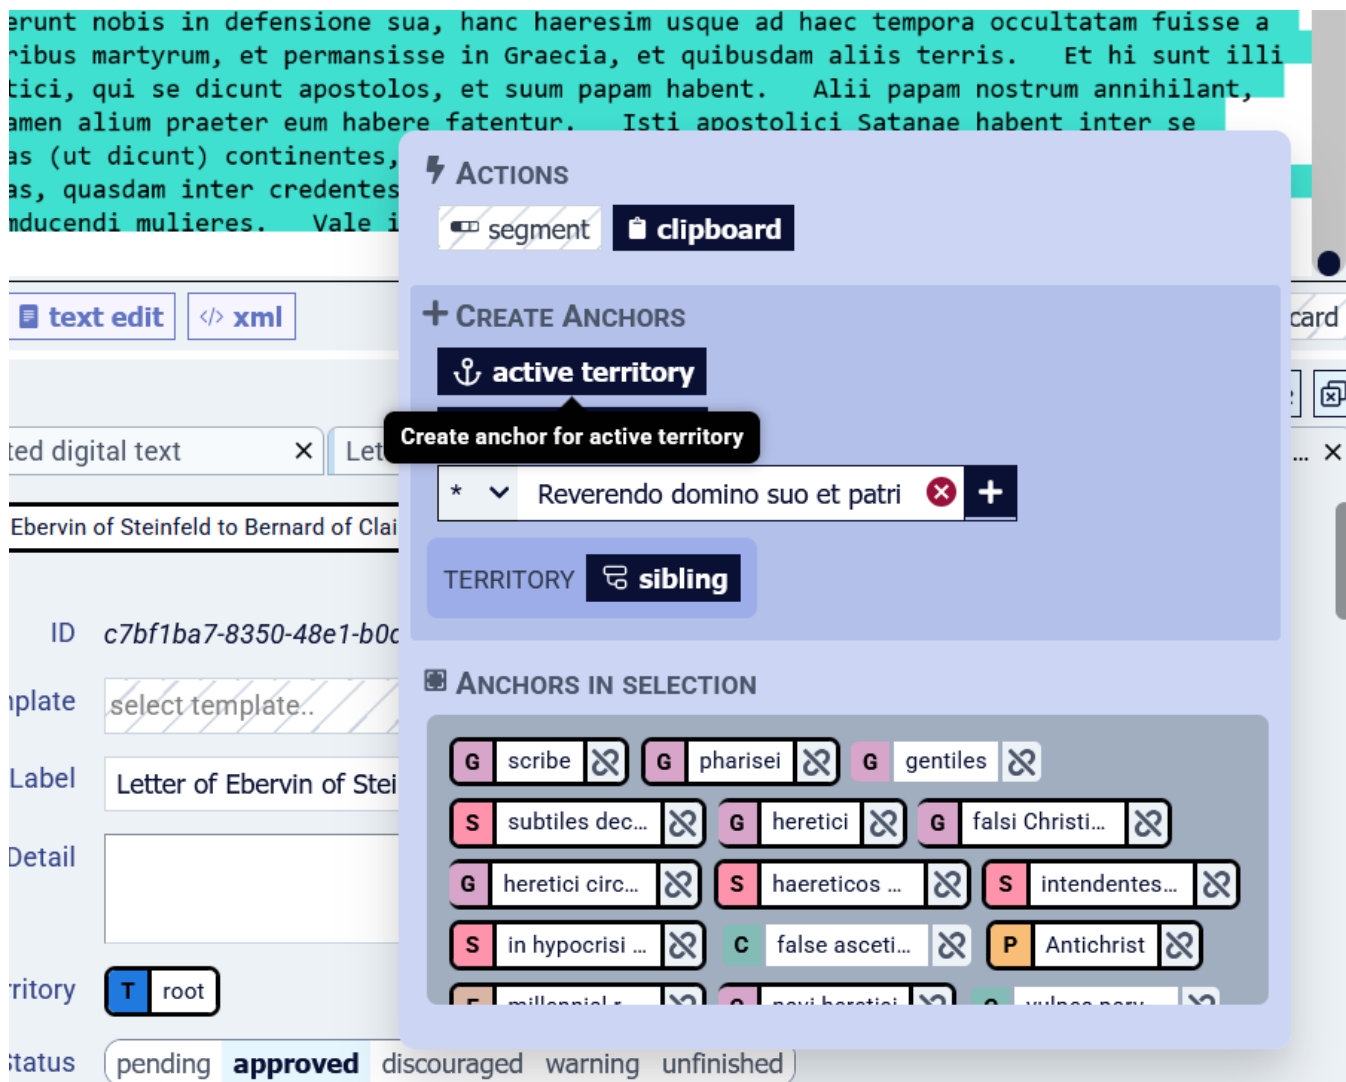 erunt nobis in defensione sua, hanc haeresim usque ad haec tempora occultatam fuisse a
ribus martyrum, et permansisse in Graecia, et quibusdam aliis terris. Et hi sunt illi
tici, qui se dicunt apostolos, et suum papam habent. Alii papam nostrum annihilant,
amen alium praeter eum habere fatentur. Isti apostolici Satanae habent inter se
as (ut dicunt) continentes,
as, quasdam inter credentes
nducendi mulieres. Vale i
ACTIONS
segment clipboard
CREATE ANCHORS
text edit </> xml
card
active territory
Create anchor for active territory
ted digital text × Let
... ×
* Reverendo domino suo et patri +
Ebervin of Steinfeld to Bernard of Clai
TERRITORY sibling
ID c7bf1ba7-8350-48e1-b0c
ANCHORS IN SELECTION
nplate select template..
G scribe G pharisei G gentiles
Label Letter of Ebervin of Stei
S subtiles dec... G heretici G falsi Christi...
Detail
G heretici circ... S haereticos ... S intendentes...
S in hypocrisi ... C false asceti... P Antichrist
ritory T root
millennial r... G novi heretici vulpes parv...
Status pending approved discouraged warning unfinished